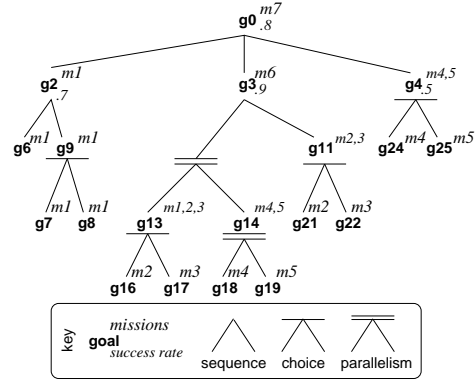 g0 m7 .8
g2 m1 .7 g3 m6 .9 g4 m4,5 .5
g6 m1 g9 m1 g11 m2,3 g24 m4 g25 m5
g7 m1 g8 m1 g13 m1,2,3 g14 m4,5 g21 m2 g22 m3
g16 m2 g17 m3 g18 m4 g19 m5
key
goal missions success rate
sequence choice parallelism